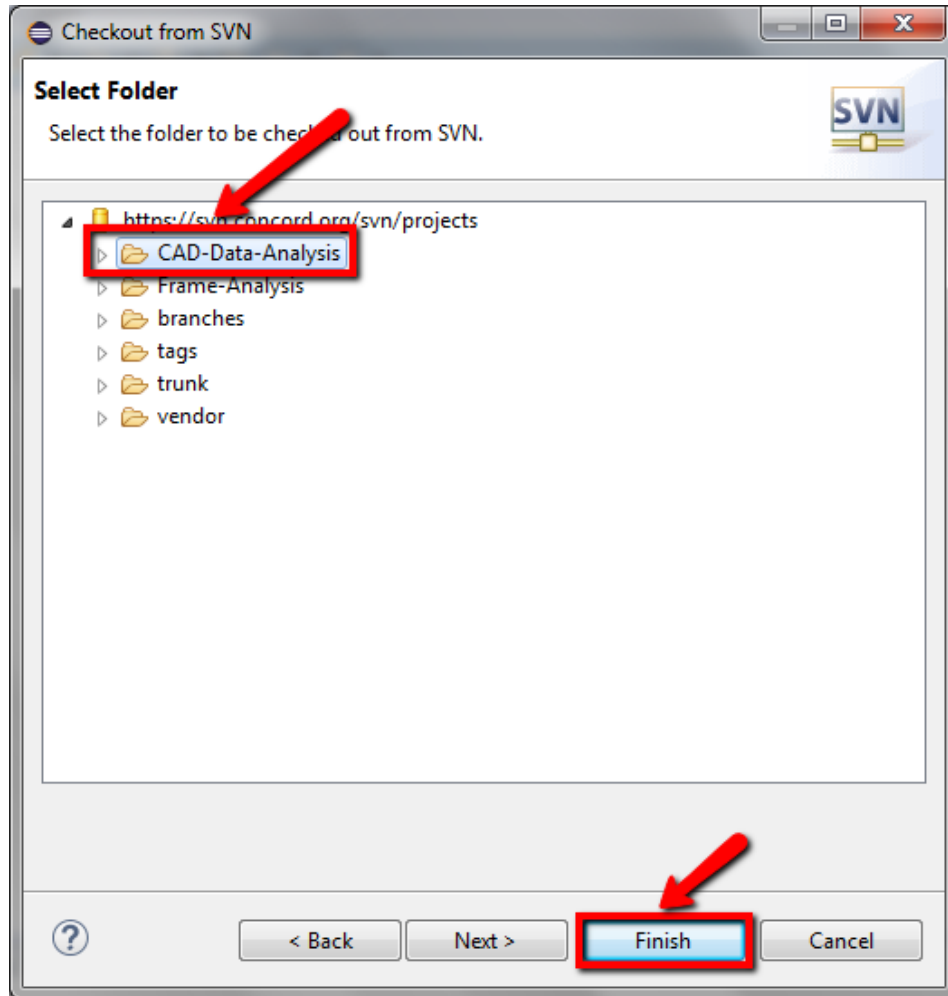 Checkout from SVN
Select Folder
Select the folder to be checked out from SVN.
SVN
https://svn.concord.org/svn/projects
CAD-Data-Analysis
Frame-Analysis
branches
tags
trunk
vendor
?
< Back
Next >
Finish
Cancel